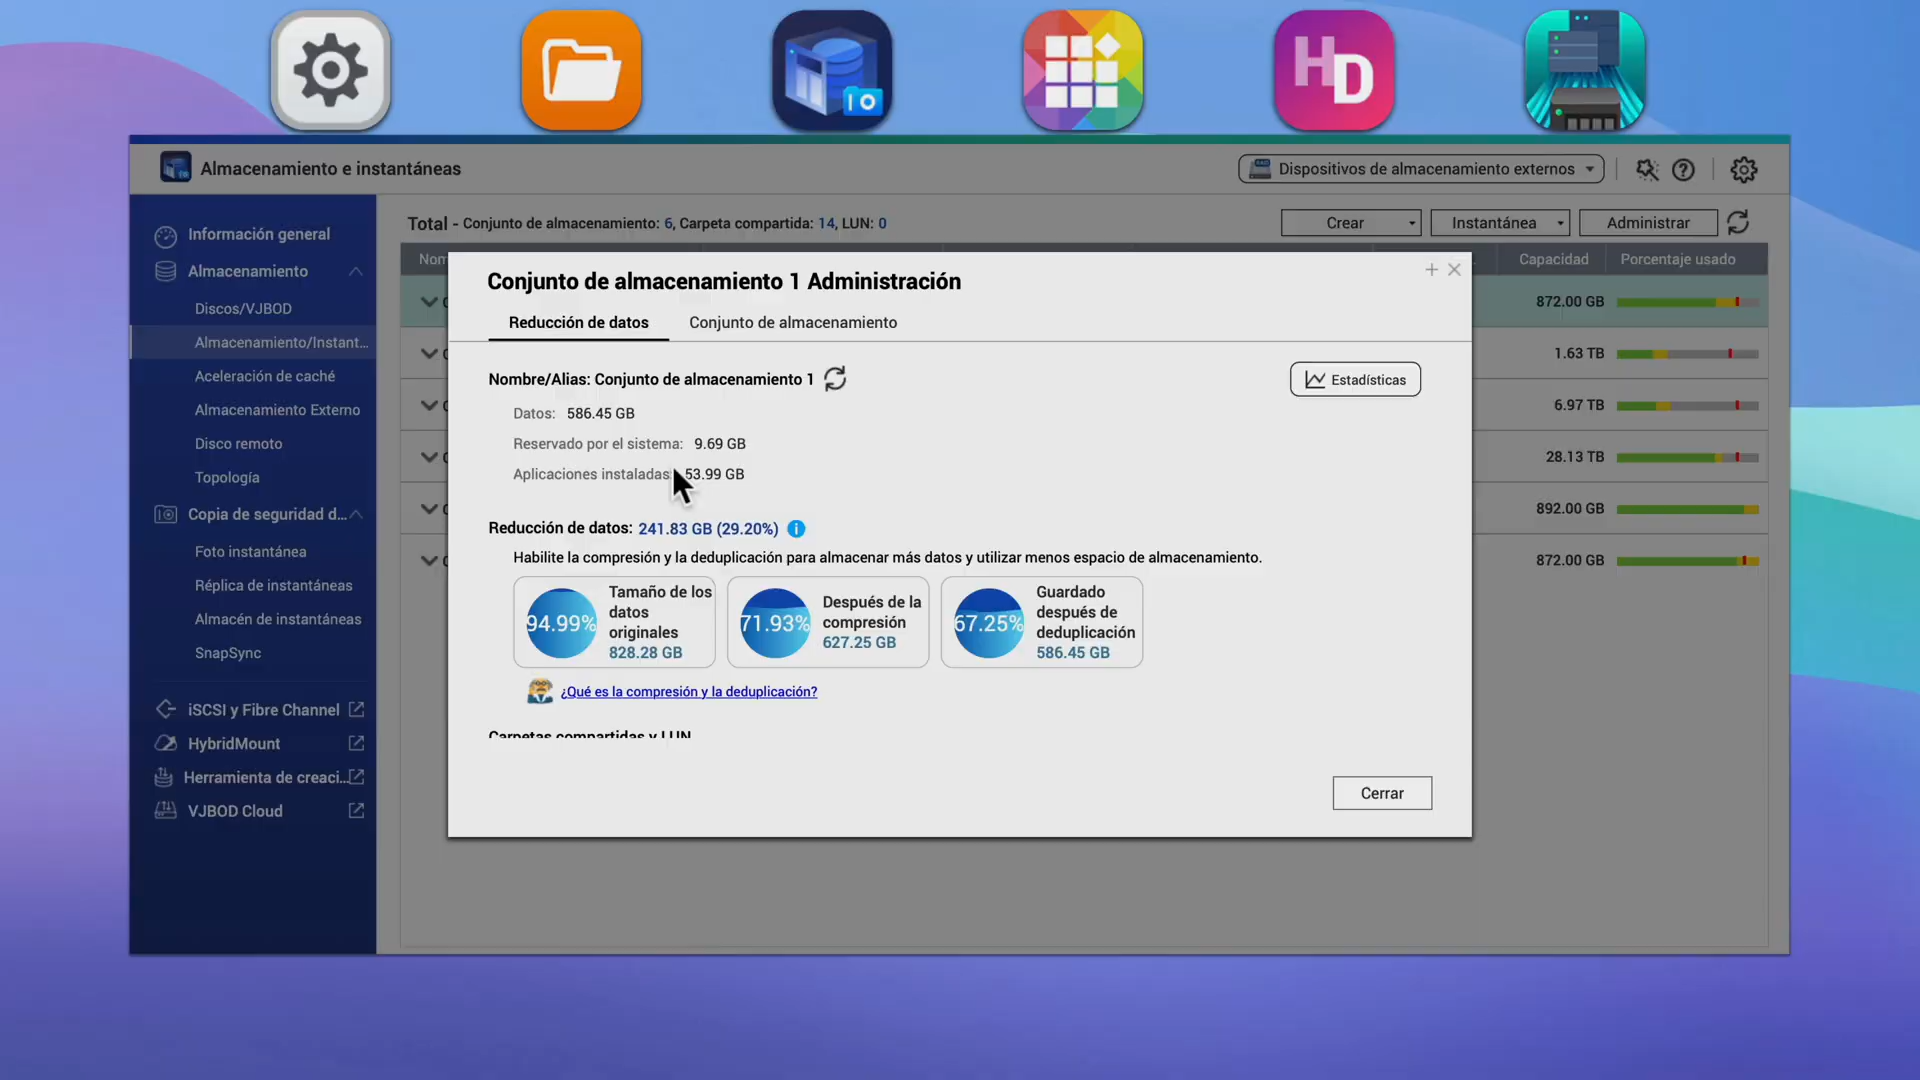 HD
Almacenamiento e instantáneas
Dispositivos de almacenamiento externos
Información general
Almacenamiento
Discos/VJBOD
Almacenamiento/Instant...
Aceleración de caché
Almacenamiento Externo
Disco remoto
Topología
Copia de seguridad d...
Foto instantánea
Réplica de instantáneas
Almacén de instantáneas
SnapSync
iSCSI y Fibre Channel
HybridMount
Herramienta de creaci...
VJBOD Cloud
Total - Conjunto de almacenamiento: 6, Carpeta compartida: 14, LUN: 0
Crear
Instantánea
Administrar
Nom
Capacidad
Porcentaje usado
872.00 GB
1.63 TB
6.97 TB
28.13 TB
892.00 GB
872.00 GB
Conjunto de almacenamiento 1 Administración
Reducción de datos
Conjunto de almacenamiento
Nombre/Alias: Conjunto de almacenamiento 1
Estadísticas
Datos: 586.45 GB
Reservado por el sistema: 9.69 GB
Aplicaciones instaladas 53.99 GB
Reducción de datos: 241.83 GB (29.20%)
Habilite la compresión y la deduplicación para almacenar más datos y utilizar menos espacio de almacenamiento.
94.99%
Tamaño de los
datos
originales
828.28 GB
71.93%
Después de la
compresión
627.25 GB
67.25%
Guardado
después de
deduplicación
586.45 GB
¿Qué es la compresión y la deduplicación?
Carpetas compartidas y LUN
Cerrar